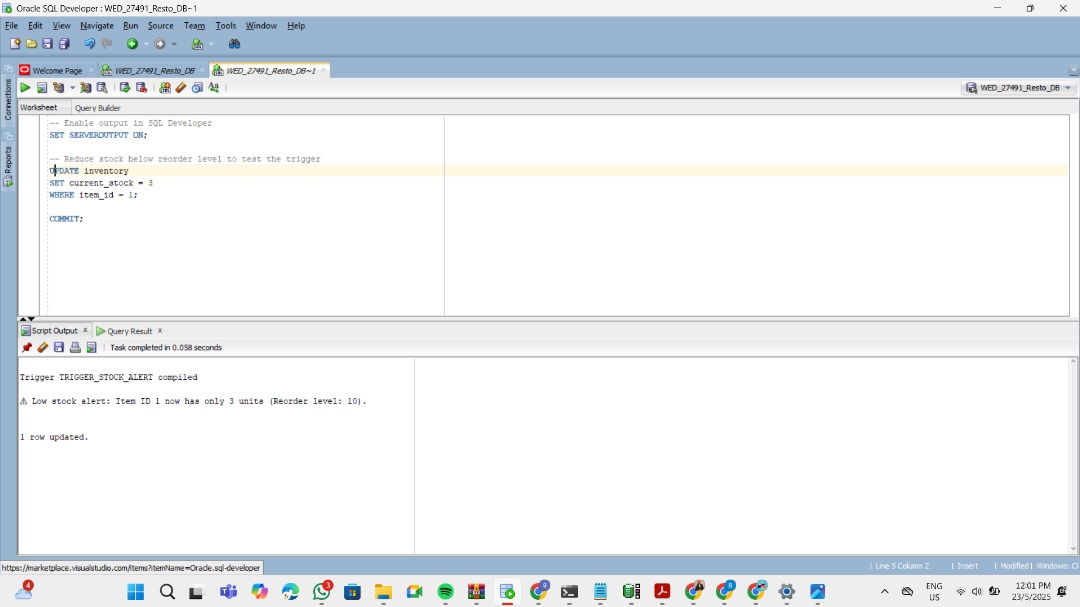 Oracle SQL Developer : WED_27491_Resto_DB~1
File Edit View Navigate Run Source Team Tools Window Help
Welcome Page WED_27491_Resto_DB WED_27491_Resto_DB~1
WED_27491_Resto_DB
Connections
Reports
Worksheet Query Builder
-- Enable output in SQL Developer
SET SERVEROUTPUT ON;
-- Reduce stock below reorder level to test the trigger
UPDATE inventory
SET current_stock = 3
WHERE item_id = 1;
COMMIT;
Script Output x Query Result x
Task completed in 0.058 seconds
Trigger TRIGGER_STOCK_ALERT compiled
⚠ Low stock alert: Item ID 1 now has only 3 units (Reorder level: 10).
1 row updated.
https://marketplace.visualstudio.com/items?itemName=Oracle.sql-developer
Line 5 Column 2 | Insert | Modified | Windows: Cl
4
3
9
8
ENG
US
12:01 PM
23/5/2025